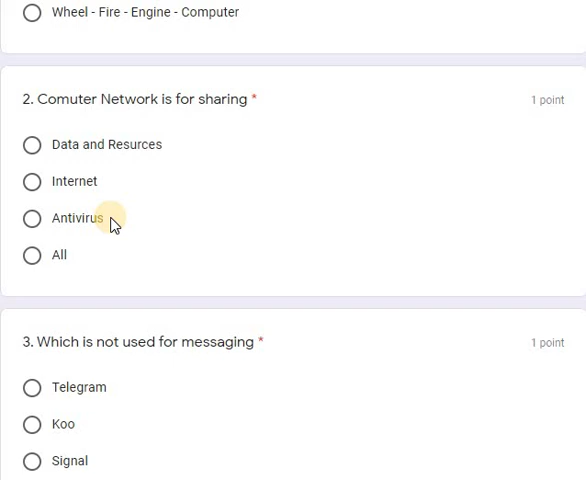 Wheel - Fire - Engine - Computer
2. Comuter Network is for sharing *
1 point
Data and Resurces
Internet
Antivirus
All
3. Which is not used for messaging *
1 point
Telegram
Koo
Signal